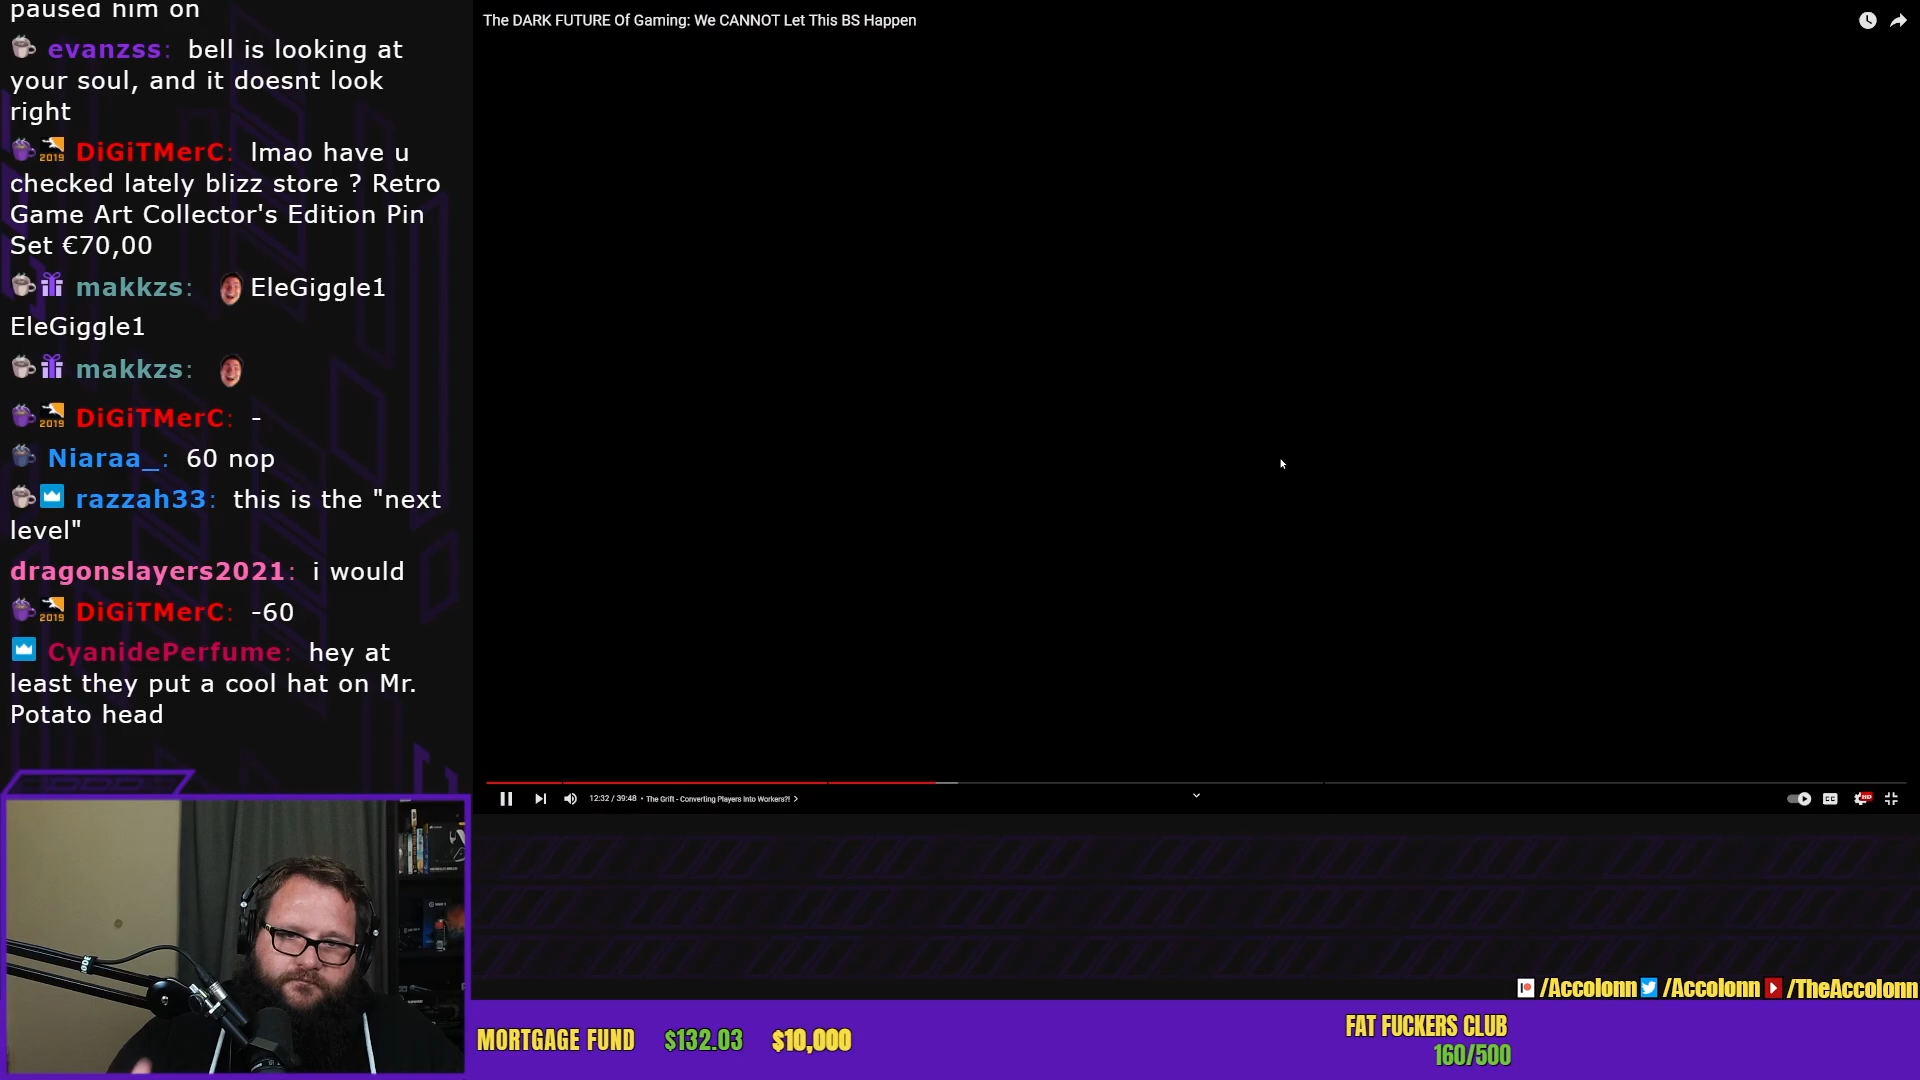 paused him on
evanzss: bell is looking at
your soul, and it doesnt look
right
2019 DiGiTMerC: lmao have u
checked lately blizz store ? Retro
Game Art Collector's Edition Pin
Set €70,00
makkzs: EleGiggle1
EleGiggle1
makkzs:
2019 DiGiTMerC: -
Niaraa_: 60 nop
razzah33: this is the "next
level"
dragonslayers2021: i would
2019 DiGiTMerC: -60
CyanidePerfume: hey at
least they put a cool hat on Mr.
Potato head
The DARK FUTURE Of Gaming: We CANNOT Let This BS Happen
12:32 / 39:48 • The Grift - Converting Players Into Workers?! >
CC HD
/Accolonn /Accolonn /TheAccolonn
MORTGAGE FUND $132.03 $10,000
FAT FUCKERS CLUB
160/500